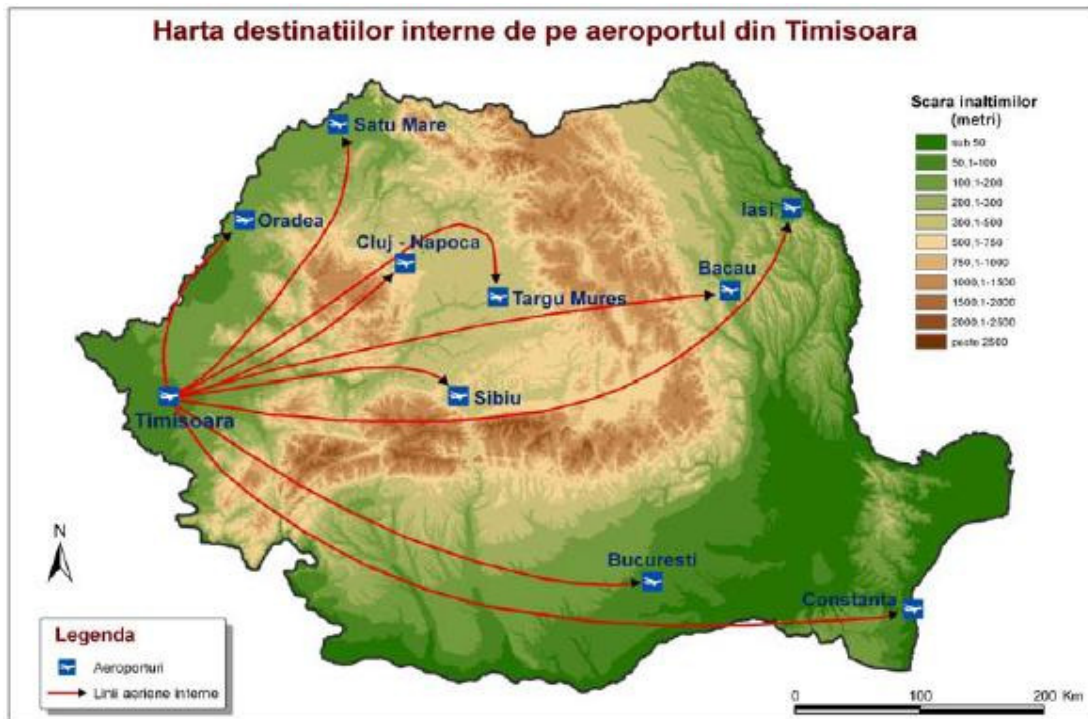 Harta destinatiilor interne de pe aeroportul din Timisoara
Scara inaltimilor
(metri)
sub 50
50,1-100
100,1-200
200,1-300
300,1-500
500,1-750
750,1-1000
1000,1-1500
1500,1-2000
2000,1-2500
peste 2500
Satu Mare
Oradea
Iasi
Cluj - Napoca
Bacau
Targu Mures
Sibiu
Timisoara
N
Bucuresti
Constanta
Legenda
Aeroporturi
Linii aeriene interne
0 100 200 Km